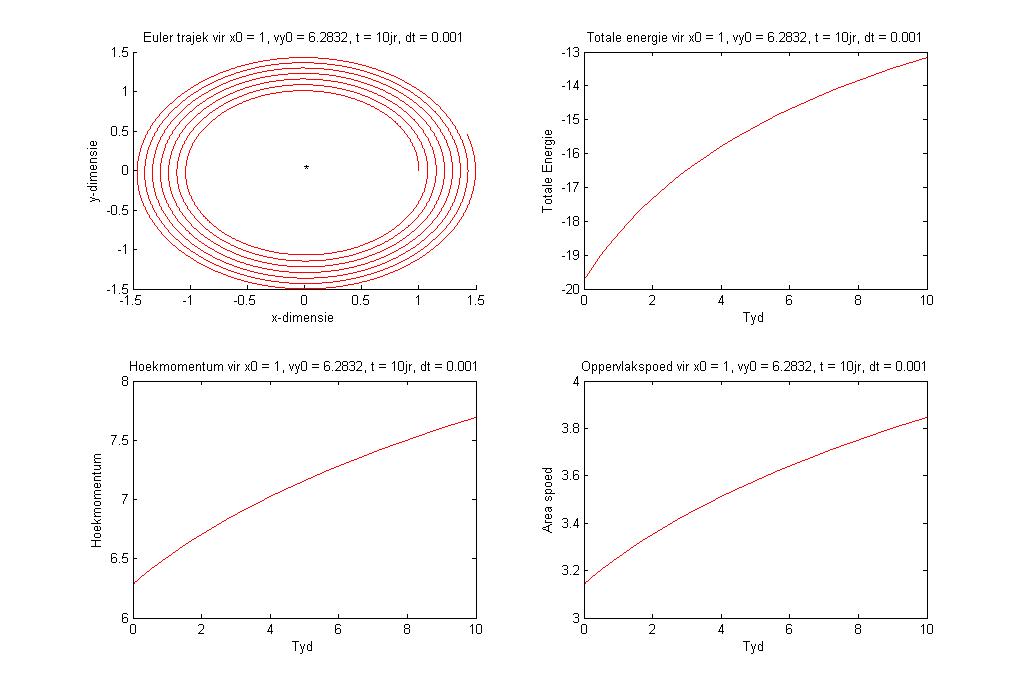 Euler trajek vir x0 = 1, vy0 = 6.2832, t = 10jr, dt = 0.001
1.5
1
0.5
0
-0.5
-1
-1.5
y-dimensie
*
-1.5 -1 -0.5 0 0.5 1 1.5
x-dimensie
Totale energie vir x0 = 1, vy0 = 6.2832, t = 10jr, dt = 0.001
-13
-14
-15
-16
-17
-18
-19
-20
Totale Energie
0 2 4 6 8 10
Tyd
Hoekmomentum vir x0 = 1, vy0 = 6.2832, t = 10jr, dt = 0.001
8
7.5
7
6.5
6
Hoekmomentum
0 2 4 6 8 10
Tyd
Oppervlakspoed vir x0 = 1, vy0 = 6.2832, t = 10jr, dt = 0.001
4
3.8
3.6
3.4
3.2
3
Area spoed
0 2 4 6 8 10
Tyd